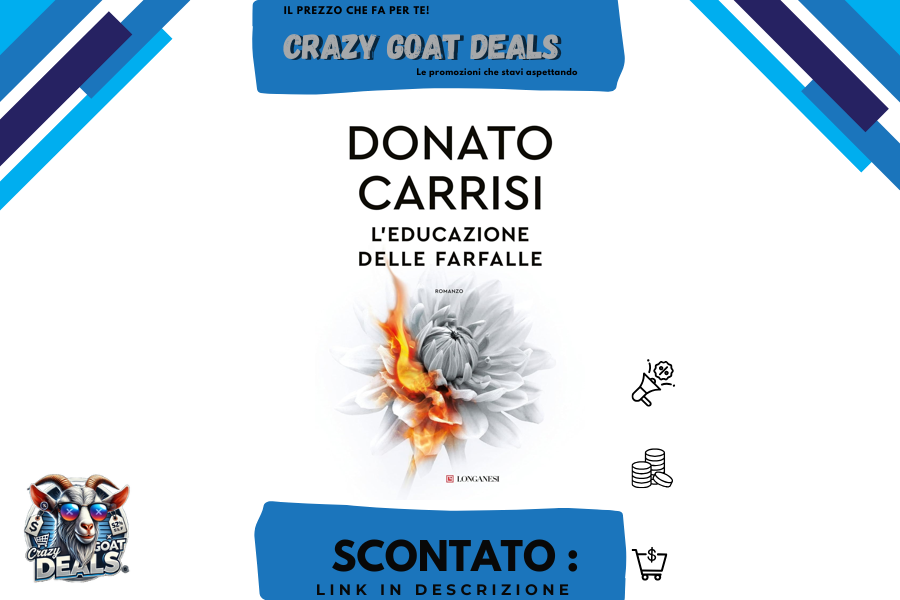 IL PREZZO CHE FA PER TE!
CRAZY GOAT DEALS
Le promozioni che stavi aspettando
DONATO
CARRISI
L'EDUCAZIONE
DELLE FARFALLE
ROMANZO
LONGANESI
$
%
Crazy
GOAT
DEALS
SCONTATO :
LINK IN DESCRIZIONE
$